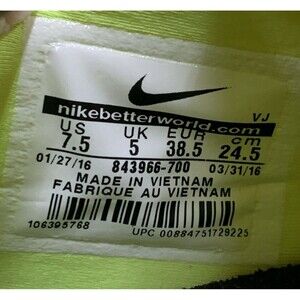 VJ
nikebetterworld.com
US UK EUR cm
7.5 5 38.5 24.5
01/27/16 843966-700 03/31/16
MADE IN VIETNAM
FABRIQUE AU VIETNAM
106395768
UPC 00884751729225